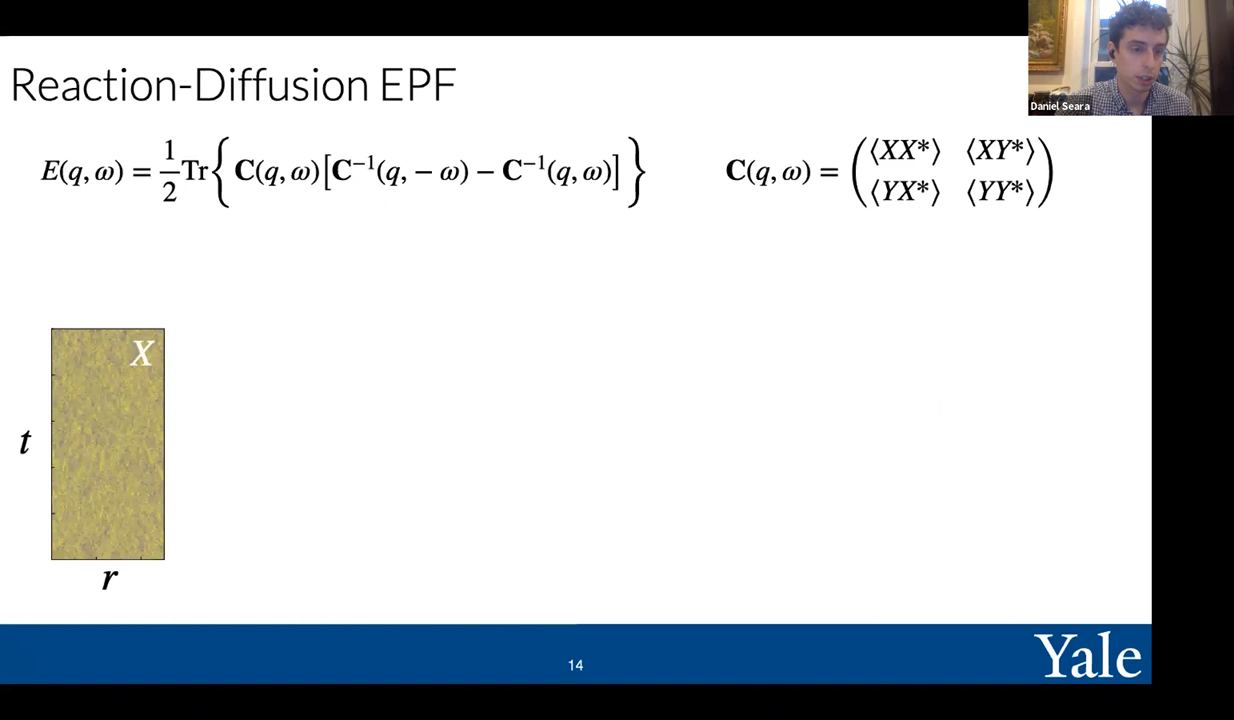 Reaction-Diffusion EPF
Daniel Seara
E(q, ω) = 1/2 Tr{ C(q, ω)[C⁻¹(q, − ω) − C⁻¹(q, ω)] }
C(q, ω) = (⟨XX*⟩ ⟨XY*⟩
⟨YX*⟩ ⟨YY*⟩)
X
t
r
14
Yale